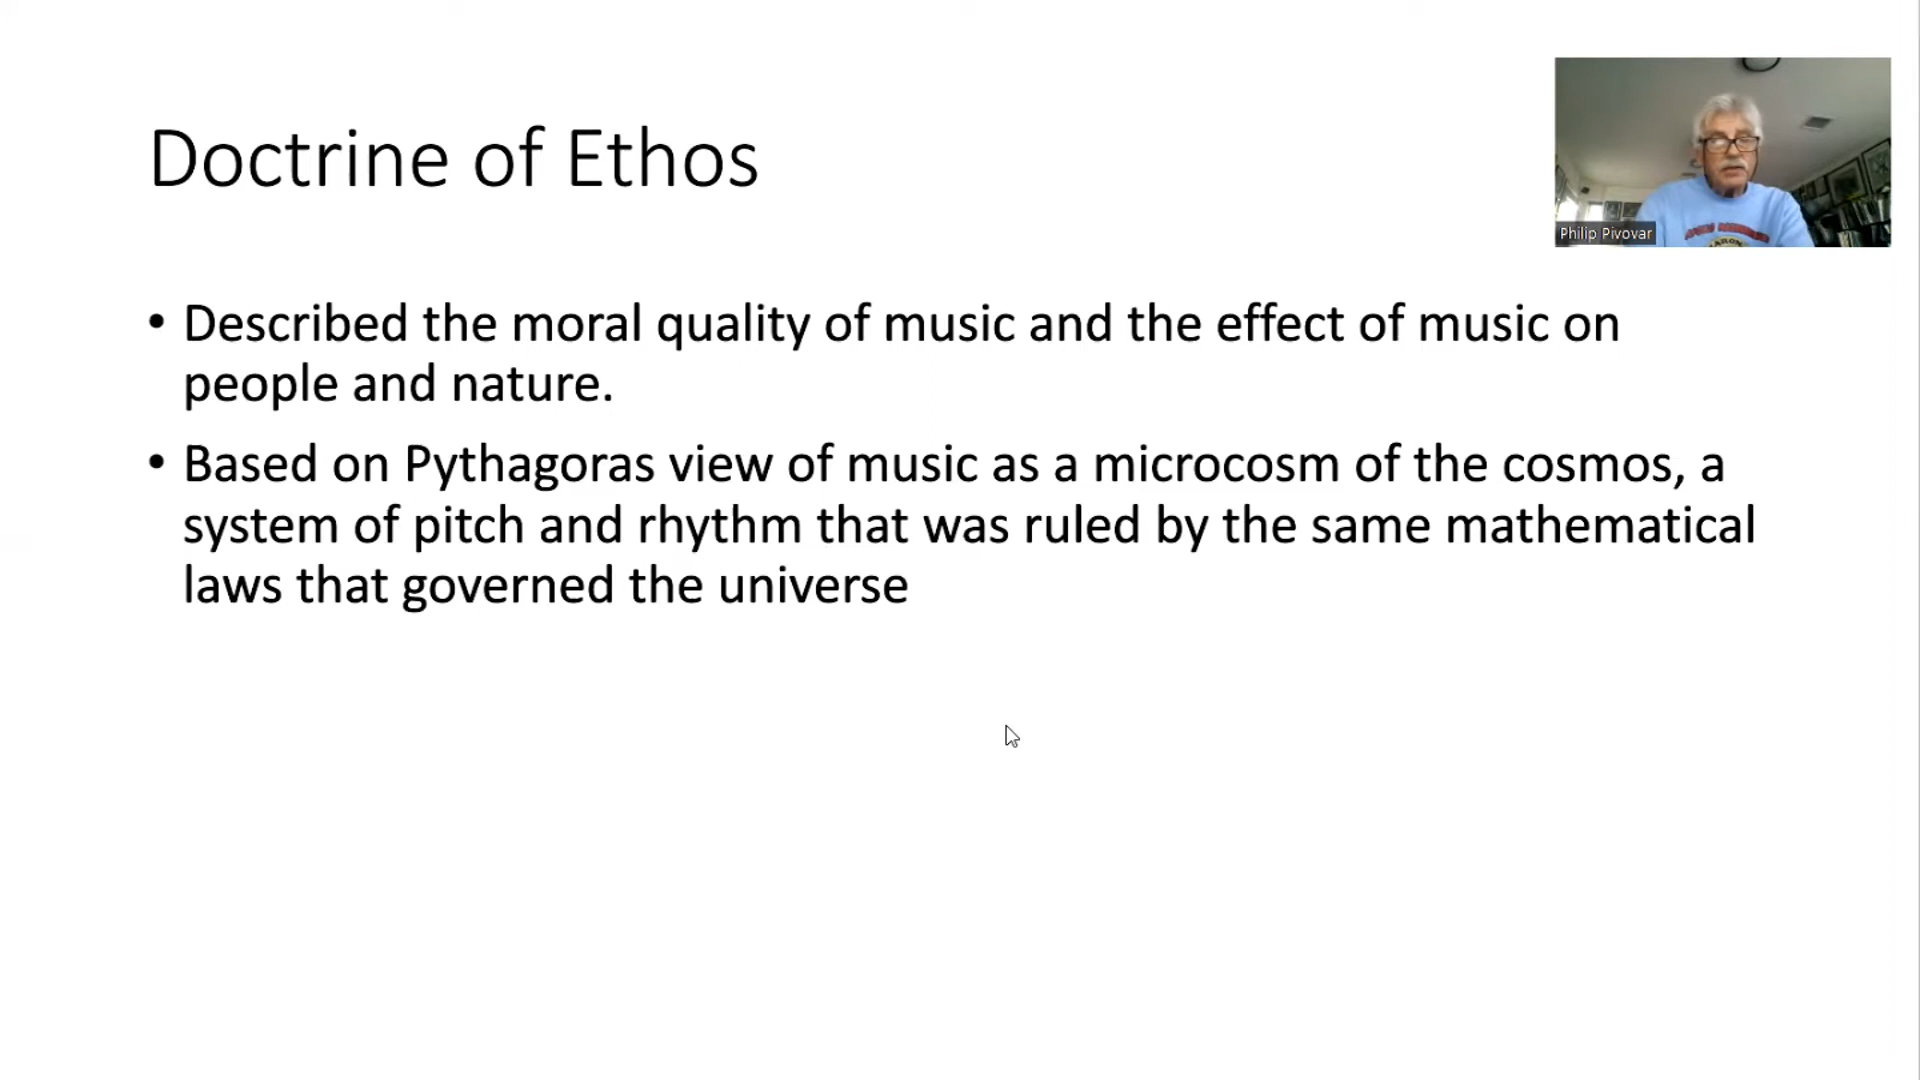 Doctrine of Ethos
Philip Pivovar
• Described the moral quality of music and the effect of music on
people and nature.
• Based on Pythagoras view of music as a microcosm of the cosmos, a
system of pitch and rhythm that was ruled by the same mathematical
laws that governed the universe